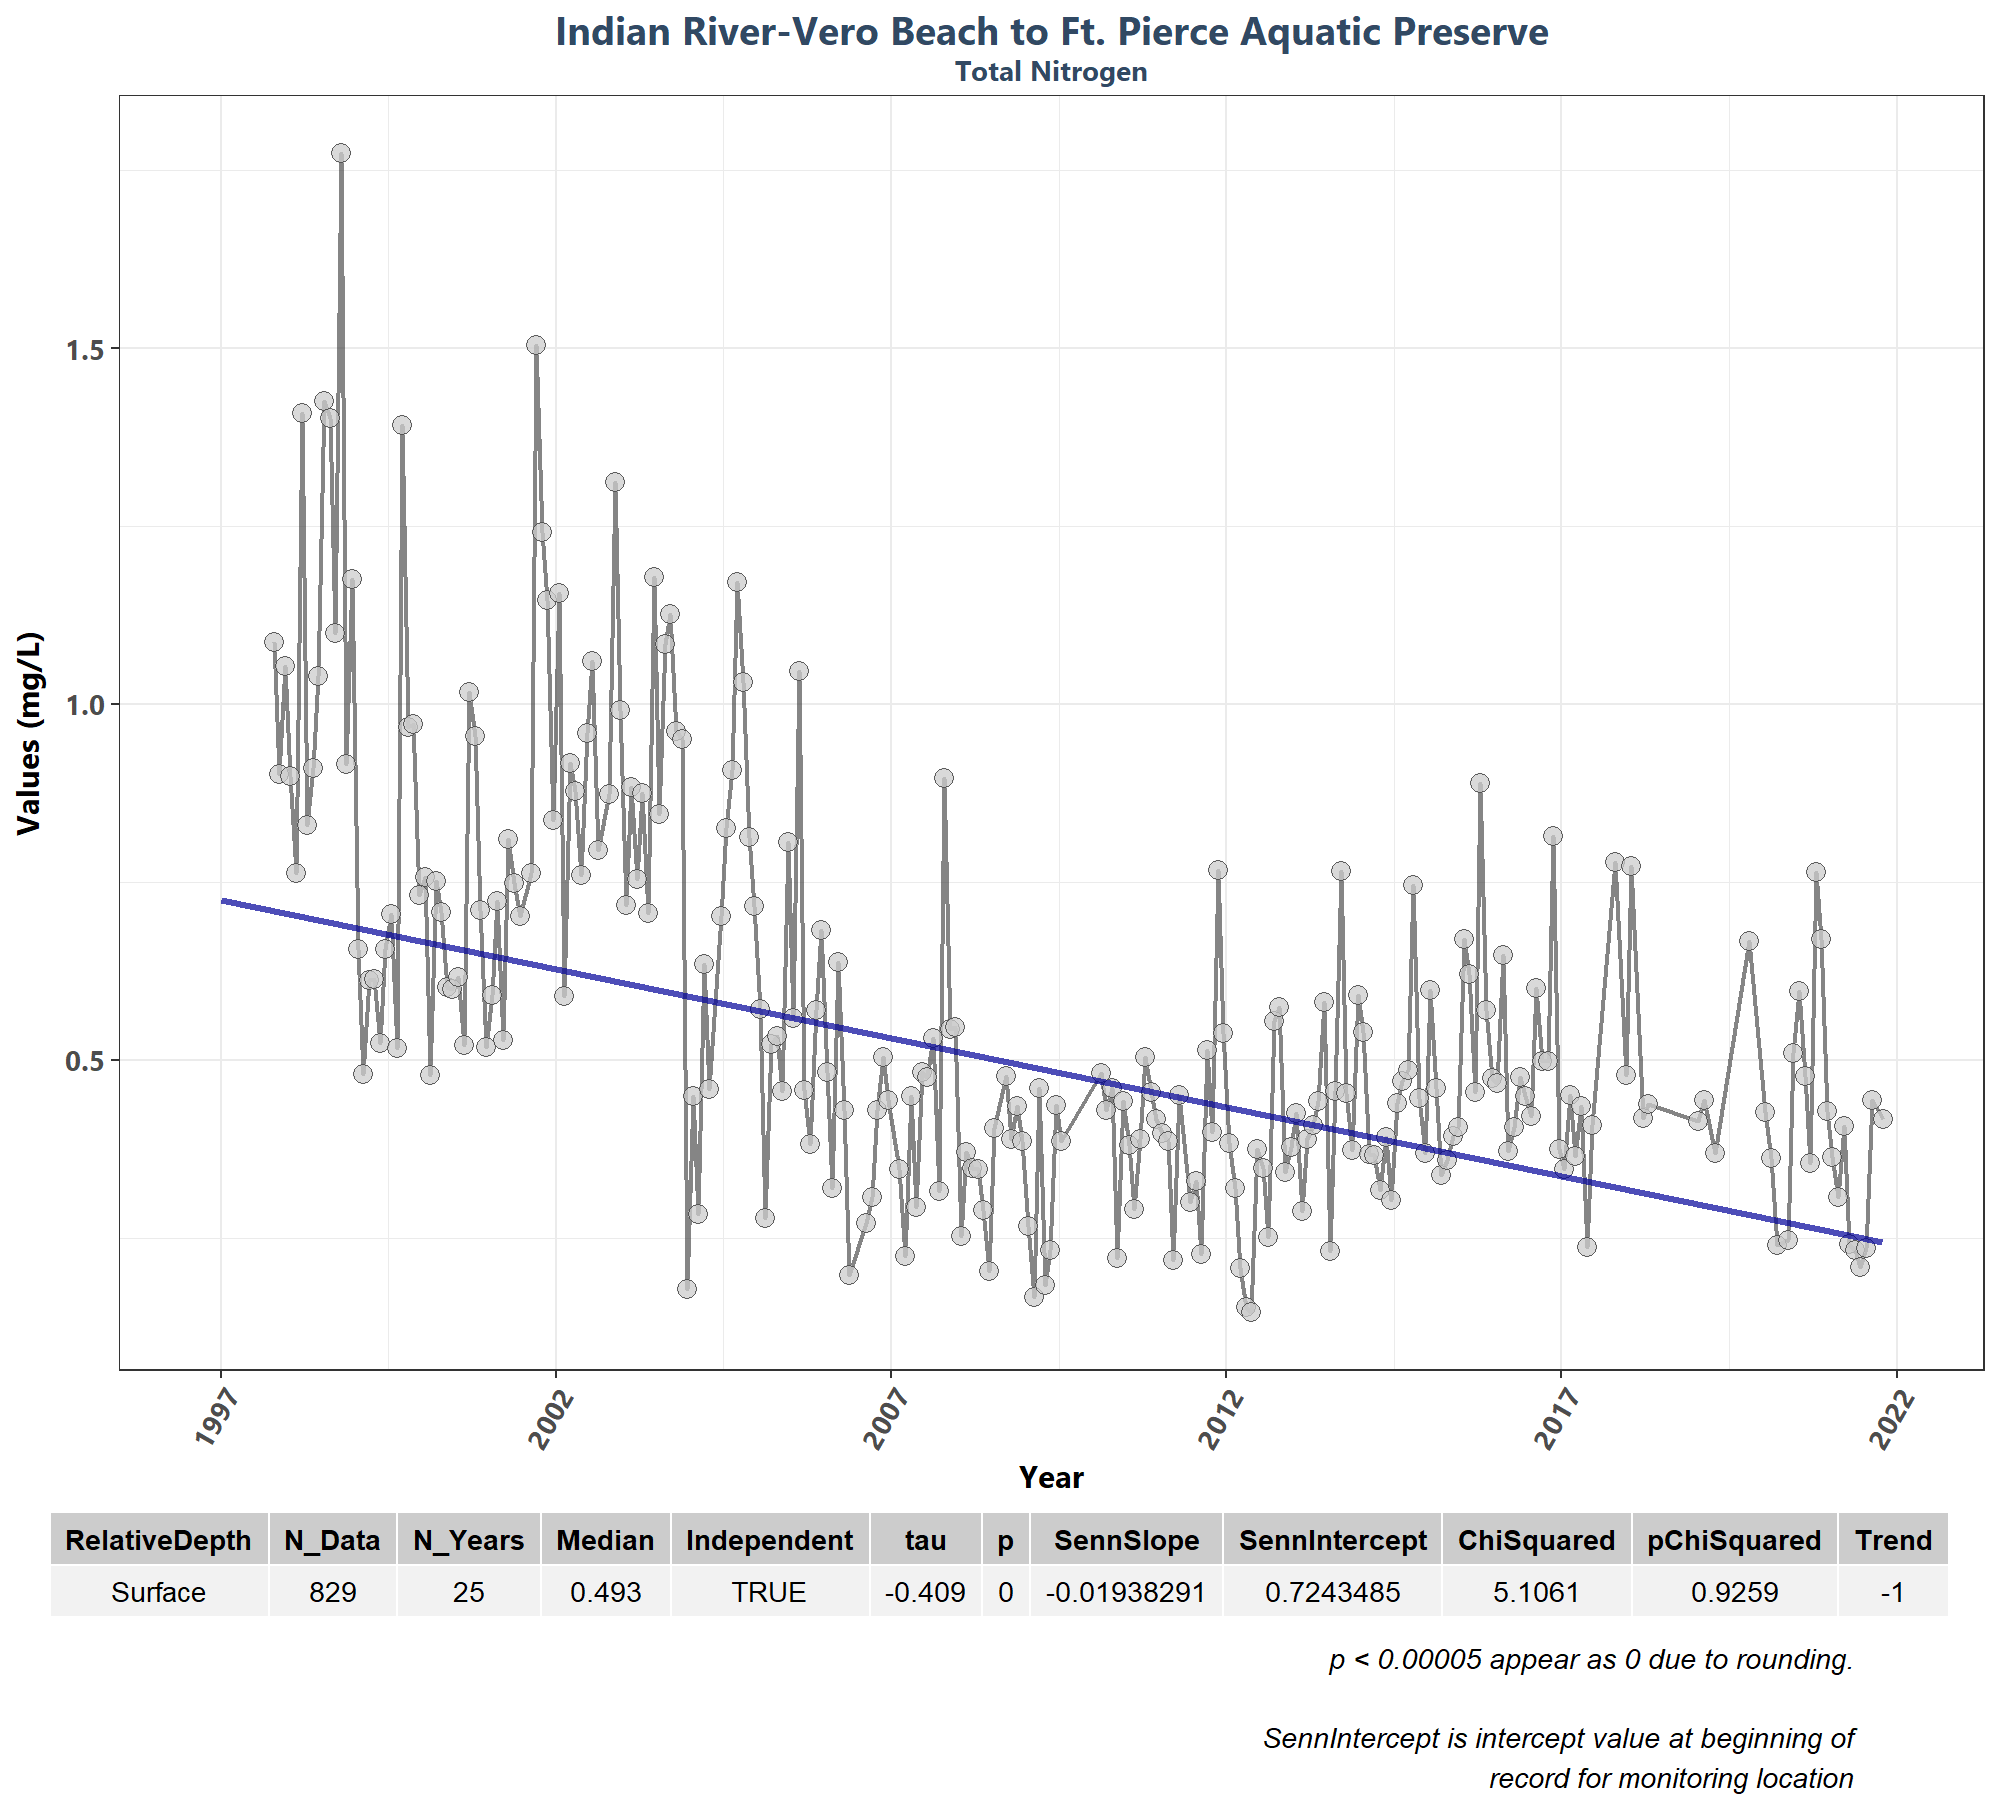 Indian River-Vero Beach to Ft. Pierce Aquatic Preserve
Total Nitrogen
Values (mg/L)
1.5
1.0
0.5
1997 2002 2007 2012 2017 2022
Year
RelativeDepth N_Data N_Years Median Independent tau p SennSlope SennIntercept ChiSquared pChiSquared Trend
Surface 829 25 0.493 TRUE -0.409 0 -0.01938291 0.7243485 5.1061 0.9259 -1
p < 0.00005 appear as 0 due to rounding.
SennIntercept is intercept value at beginning of
record for monitoring location